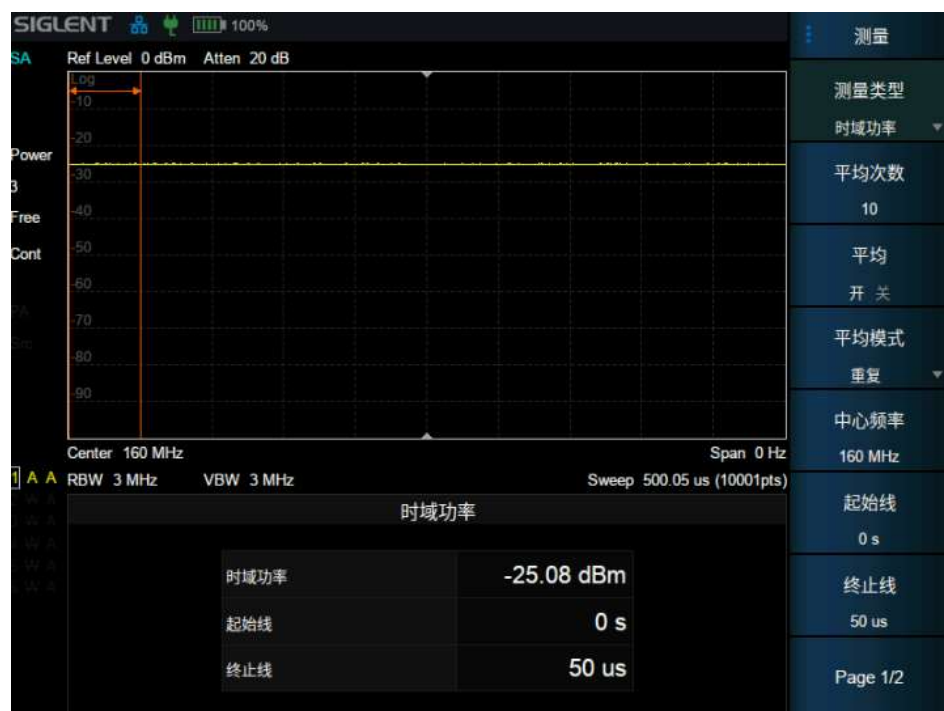 SIGLENT 100%
SA
Ref Level 0 dBm Atten 20 dB
Log
-10
-20
-30
-40
-50
-60
-70
-80
-90
Power
3
Free
Cont
PA
Center 160 MHz Span 0 Hz
RBW 3 MHz VBW 3 MHz Sweep 500.05 us (10001pts)
1 A A
时域功率
时域功率 -25.08 dBm
起始线 0 s
终止线 50 us
测量
测量类型
时域功率
平均次数
10
平均
开 关
平均模式
重复
中心频率
160 MHz
起始线
0 s
终止线
50 us
Page 1/2